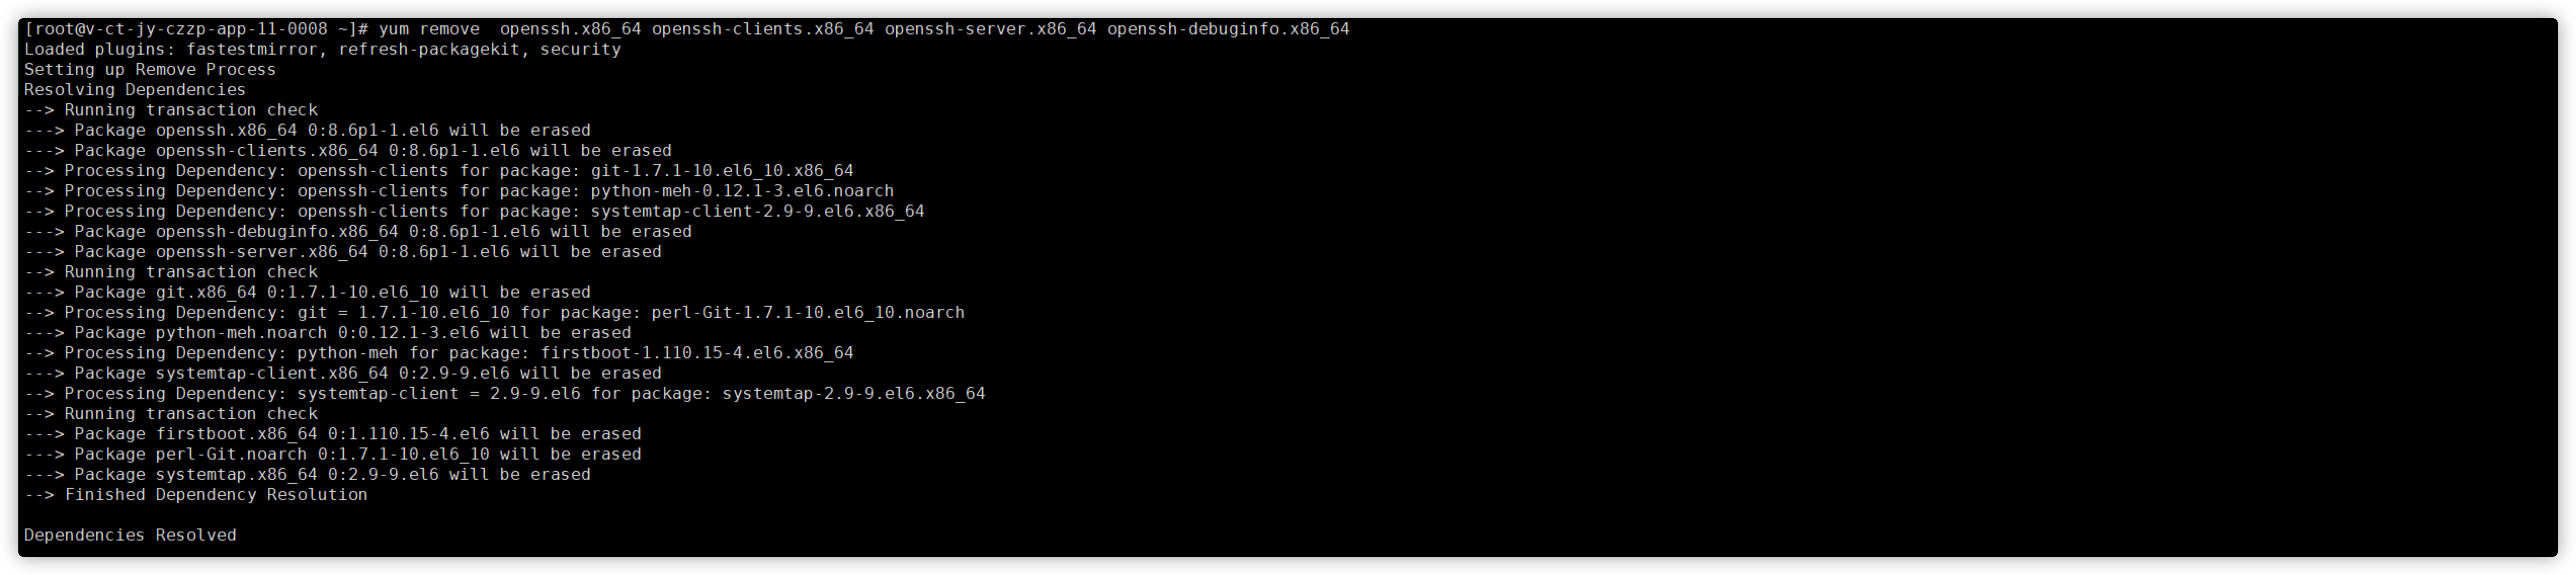 [root@v-ct-jy-czzp-app-11-0008 ~]# yum remove  openssh.x86_64 openssh-clients.x86_64 openssh-server.x86_64 openssh-debuginfo.x86_64
Loaded plugins: fastestmirror, refresh-packagekit, security
Setting up Remove Process
Resolving Dependencies
--> Running transaction check
---> Package openssh.x86_64 0:8.6p1-1.el6 will be erased
---> Package openssh-clients.x86_64 0:8.6p1-1.el6 will be erased
--> Processing Dependency: openssh-clients for package: git-1.7.1-10.el6_10.x86_64
--> Processing Dependency: openssh-clients for package: python-meh-0.12.1-3.el6.noarch
--> Processing Dependency: openssh-clients for package: systemtap-client-2.9-9.el6.x86_64
---> Package openssh-debuginfo.x86_64 0:8.6p1-1.el6 will be erased
---> Package openssh-server.x86_64 0:8.6p1-1.el6 will be erased
--> Running transaction check
---> Package git.x86_64 0:1.7.1-10.el6_10 will be erased
--> Processing Dependency: git = 1.7.1-10.el6_10 for package: perl-Git-1.7.1-10.el6_10.noarch
---> Package python-meh.noarch 0:0.12.1-3.el6 will be erased
--> Processing Dependency: python-meh for package: firstboot-1.110.15-4.el6.x86_64
---> Package systemtap-client.x86_64 0:2.9-9.el6 will be erased
--> Processing Dependency: systemtap-client = 2.9-9.el6 for package: systemtap-2.9-9.el6.x86_64
--> Running transaction check
---> Package firstboot.x86_64 0:1.110.15-4.el6 will be erased
---> Package perl-Git.noarch 0:1.7.1-10.el6_10 will be erased
---> Package systemtap.x86_64 0:2.9-9.el6 will be erased
--> Finished Dependency Resolution

Dependencies Resolved